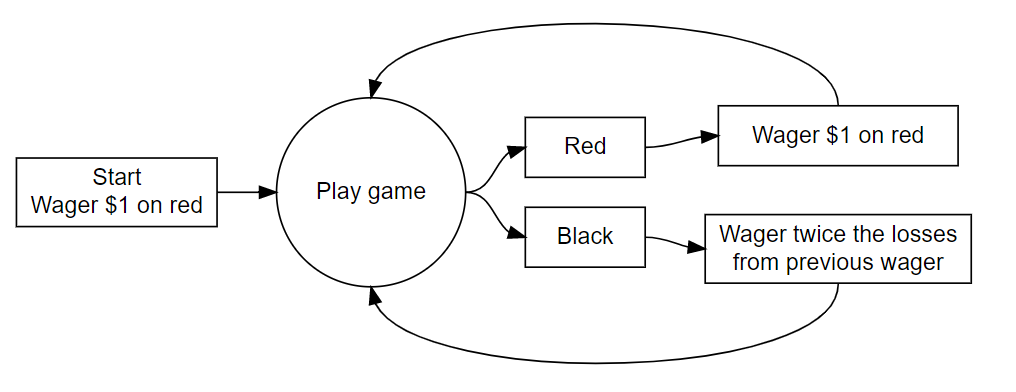 Start
Wager $1 on red
Play game
Red
Wager $1 on red
Black
Wager twice the losses
from previous wager